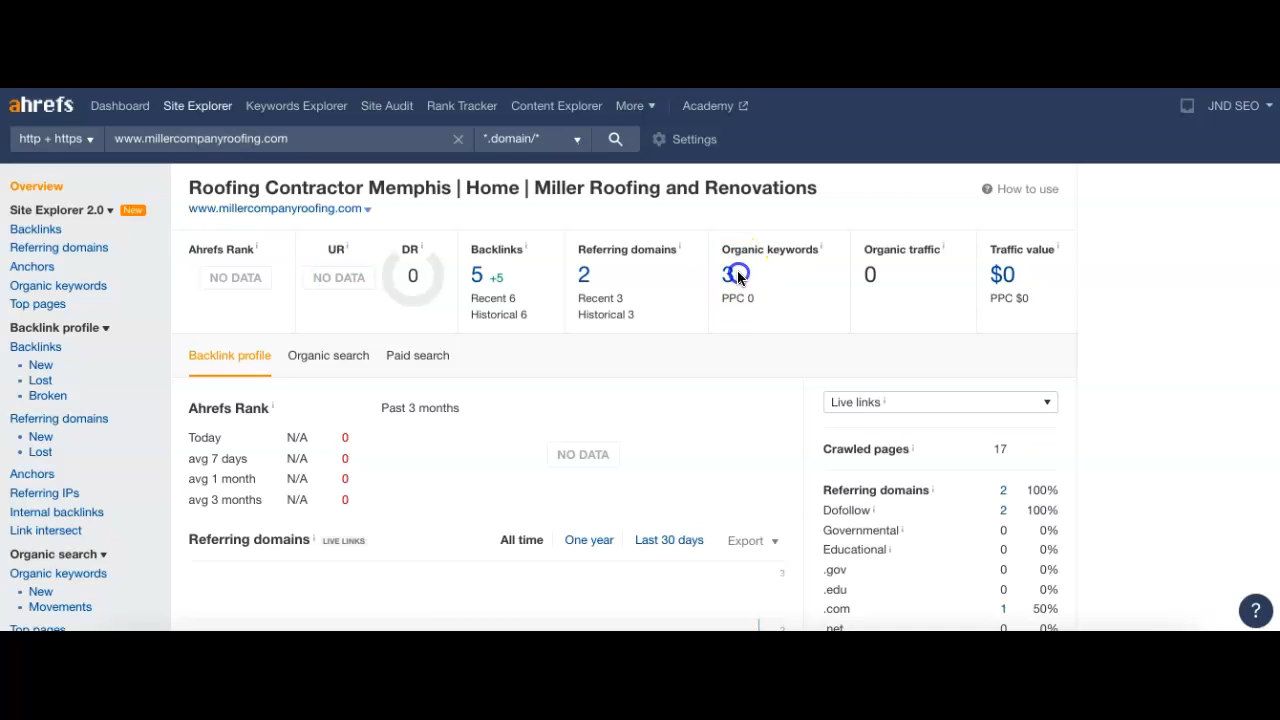 ahrefs Dashboard Site Explorer Keywords Explorer Site Audit Rank Tracker Content Explorer More Academy JND SEO
http + https www.millercompanyroofing.com *.domain/* Settings
Overview
Site Explorer 2.0 New
Backlinks
Referring domains
Anchors
Organic keywords
Top pages
Backlink profile
Backlinks
New
Lost
Broken
Referring domains
New
Lost
Anchors
Referring IPs
Internal backlinks
Link intersect
Organic search
Organic keywords
New
Movements
Top pages
Roofing Contractor Memphis | Home | Miller Roofing and Renovations
How to use
www.millercompanyroofing.com
Ahrefs Rank
NO DATA
UR
NO DATA
DR
0
Backlinks
5 +5
Recent 6
Historical 6
Referring domains
2
Recent 3
Historical 3
Organic keywords
PPC 0
Organic traffic
0
Traffic value
$0
PPC $0
Backlink profile Organic search Paid search
Ahrefs Rank Past 3 months
Today N/A 0
avg 7 days N/A 0
avg 1 month N/A 0
avg 3 months N/A 0
NO DATA
Referring domains LIVE LINKS All time One year Last 30 days Export
3
Live links
Crawled pages 17
Referring domains 2 100%
Dofollow 2 100%
Governmental 0 0%
Educational 0 0%
.gov 0 0%
.edu 0 0%
.com 1 50%
.net 0 0%
?